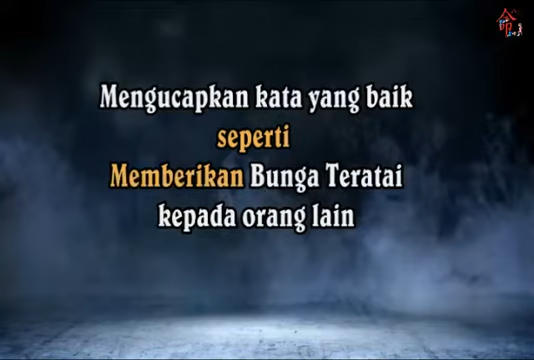 Mengucapkan kata yang baik
seperti
Memberikan Bunga Teratai
kepada orang lain